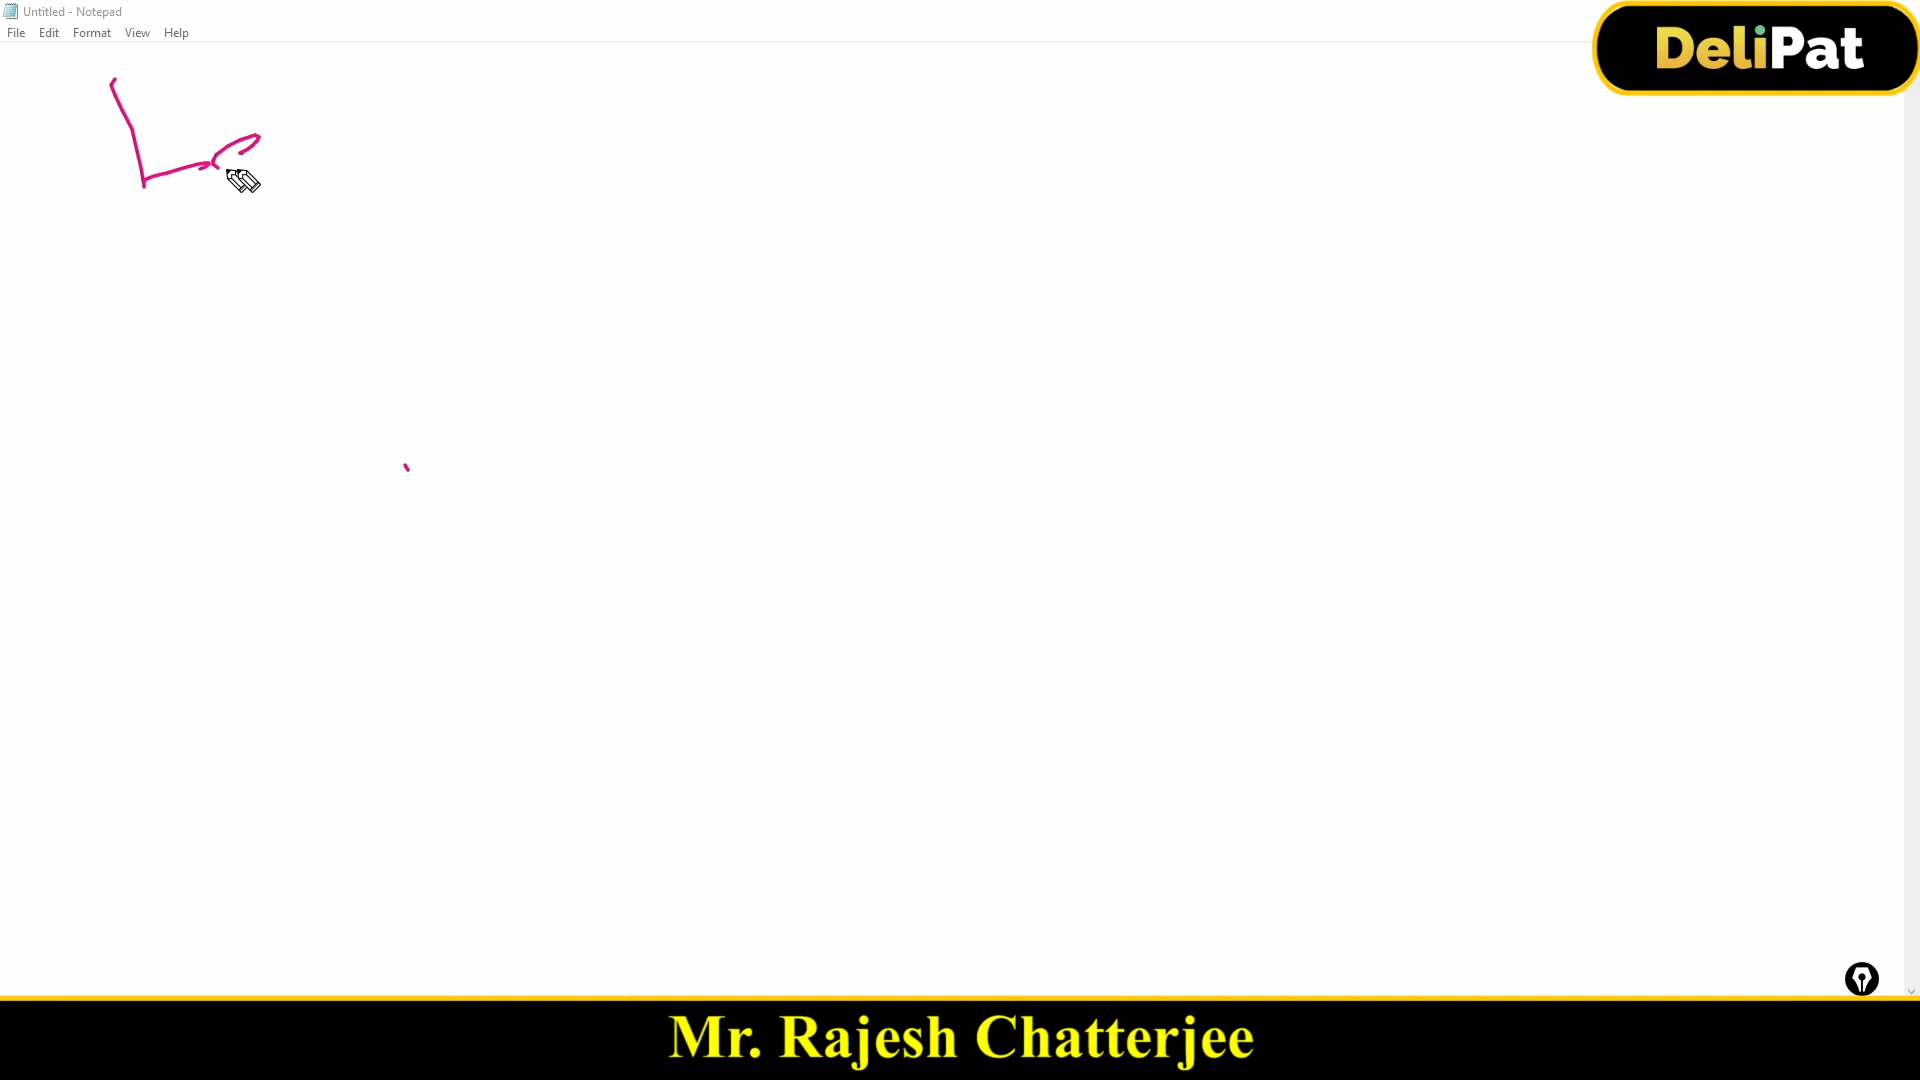 Untitled - Notepad
File Edit Format View Help
DeliPat
Mr. Rajesh Chatterjee